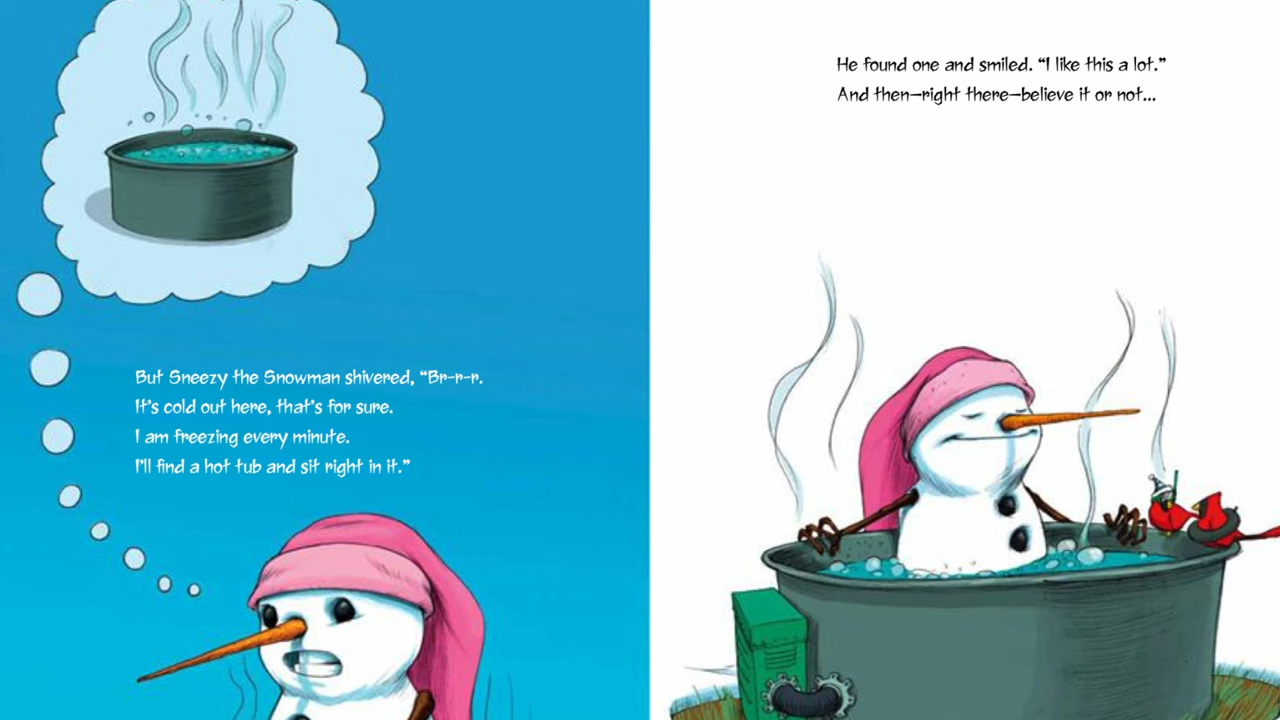 But Sneezy the Snowman shivered, “Br-r-r.
It’s cold out here, that’s for sure.
I am freezing every minute.
I’ll find a hot tub and sit right in it.”
He found one and smiled. “I like this a lot.”
And then—right there—believe it or not...